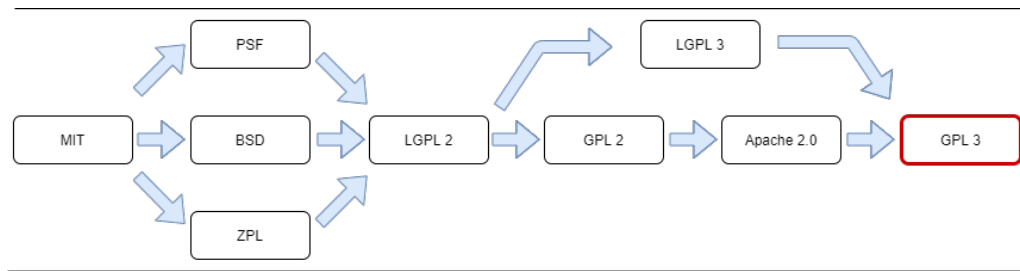 PSF
LGPL 3
MIT
BSD
LGPL 2
GPL 2
Apache 2.0
GPL 3
ZPL